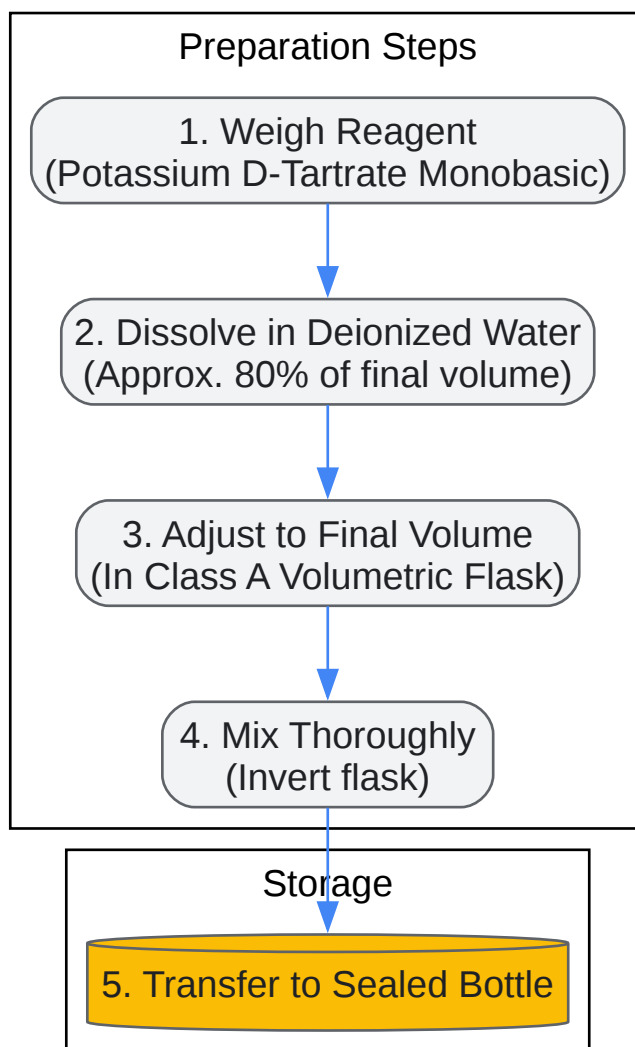 Preparation Steps
1. Weigh Reagent
(Potassium D-Tartrate Monobasic)
2. Dissolve in Deionized Water
(Approx. 80% of final volume)
3. Adjust to Final Volume
(In Class A Volumetric Flask)
4. Mix Thoroughly
(Invert flask)
Storage
5. Transfer to Sealed Bottle